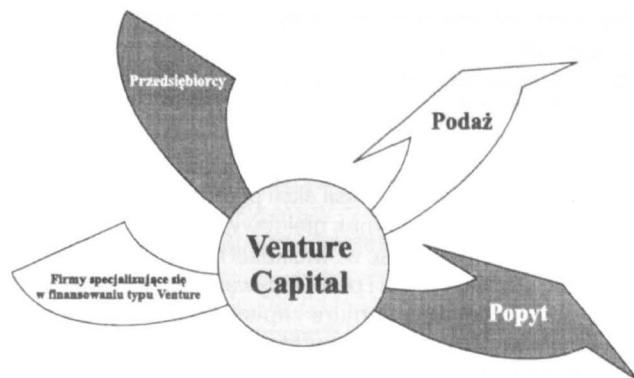 Przedsiębiorcy
Podaż
Venture
Capital
Firmy specjalizujące się
w finansowaniu typu Venture
Popyt